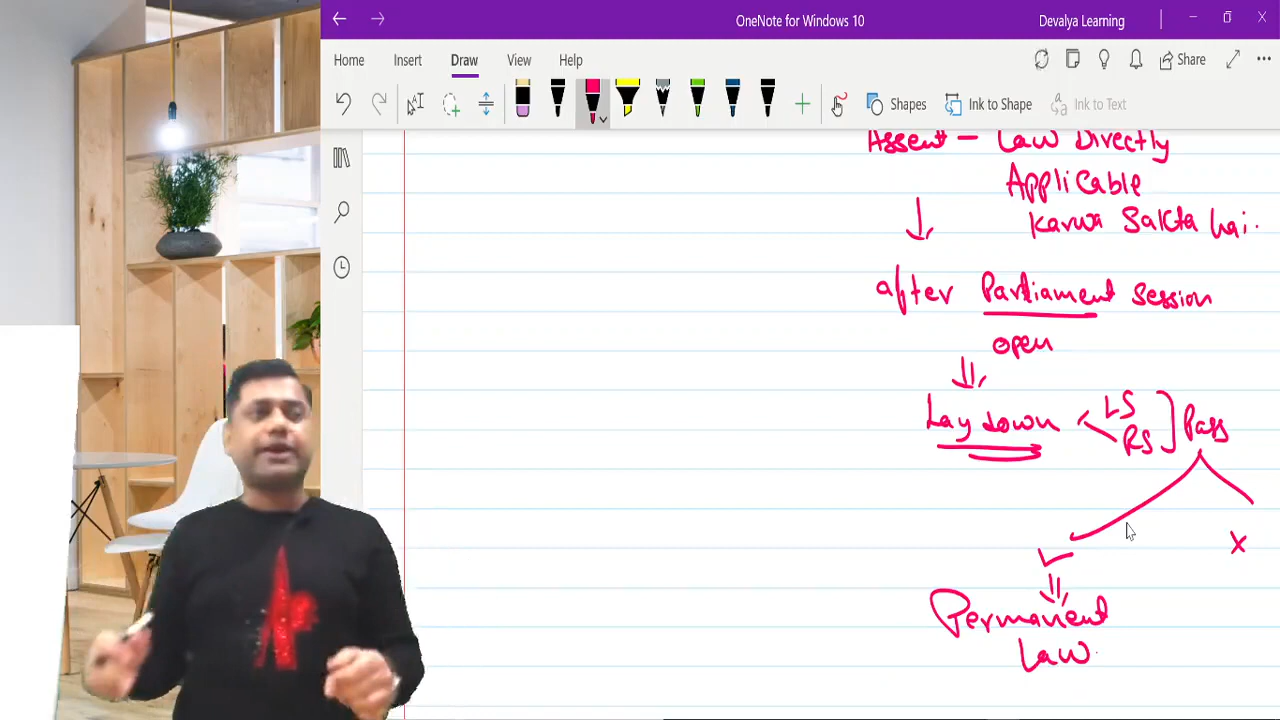 OneNote for Windows 10
Devalya Learning
Home Insert Draw View Help
Share
Shapes
Ink to Shape
Ink to Text
Assent – Law Directly
Applicable
Karwa Sakta hai.
after Parliament session
open
Lay down < LS
RS ] Pass
✓ x
Permanent
Law.